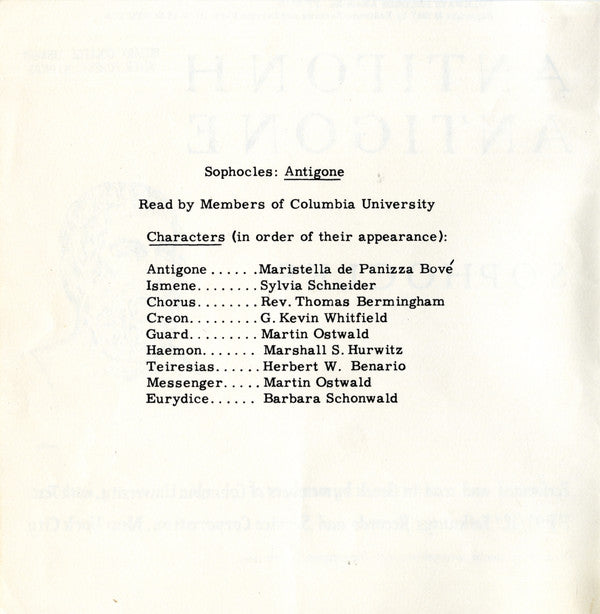 Sophocles: Antigone
Read by Members of Columbia University
Characters (in order of their appearance):
Antigone ......Maristella de Panizza Bové
Ismene........Sylvia Schneider
Chorus........Rev. Thomas Bermingham
Creon.........G. Kevin Whitfield
Guard.........Martin Ostwald
Haemon....... Marshall S. Hurwitz
Teiresias......Herbert W. Benario
Messenger.....Martin Ostwald
Eurydice...... Barbara Schonwald
ANTIGONH
ANTIGONE